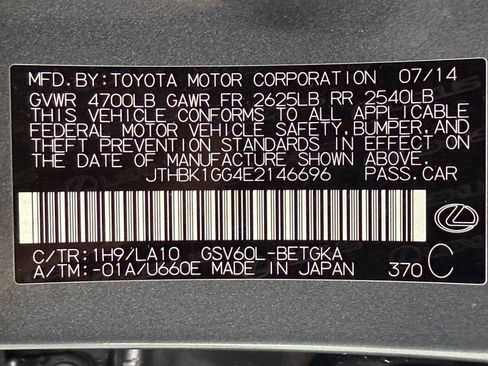 MFD.BY:TOYOTA MOTOR CORPORATION 07/14
GVWR 4700LB GAWR FR 2625LB RR 2540LB
THIS VEHICLE CONFORMS TO ALL APPLICABLE
FEDERAL MOTOR VEHICLE SAFETY,BUMPER,AND
THEFT PREVENTION STANDARDS IN EFFECT ON
THE DATE OF MANUFACTURE SHOWN ABOVE.
JTHBK1GG4E2146696 PASS.CAR
C/TR:1H9/LA10 GSV60L-BETGKA
A/TM:-01A/U660E MADE IN JAPAN 370 C